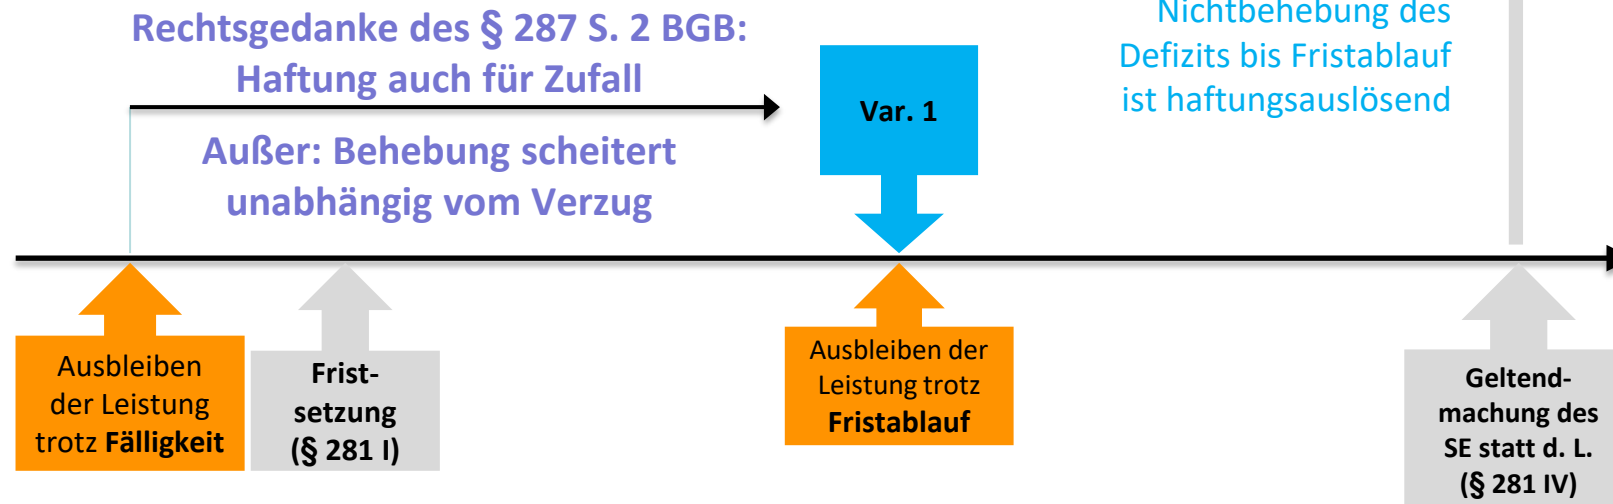 Rechtsgedanke des § 287 S. 2 BGB:
Haftung auch für Zufall
Außer: Behebung scheitert
unabhängig vom Verzug
Var. 1
Nichtbehebung des
Defizits bis Fristablauf
ist haftungsauslösend
Ausbleiben
der Leistung
trotz Fälligkeit
Frist-
setzung
(§ 281 I)
Ausbleiben der
Leistung trotz
Fristablauf
Geltend-
machung des
SE statt d. L.
(§ 281 IV)